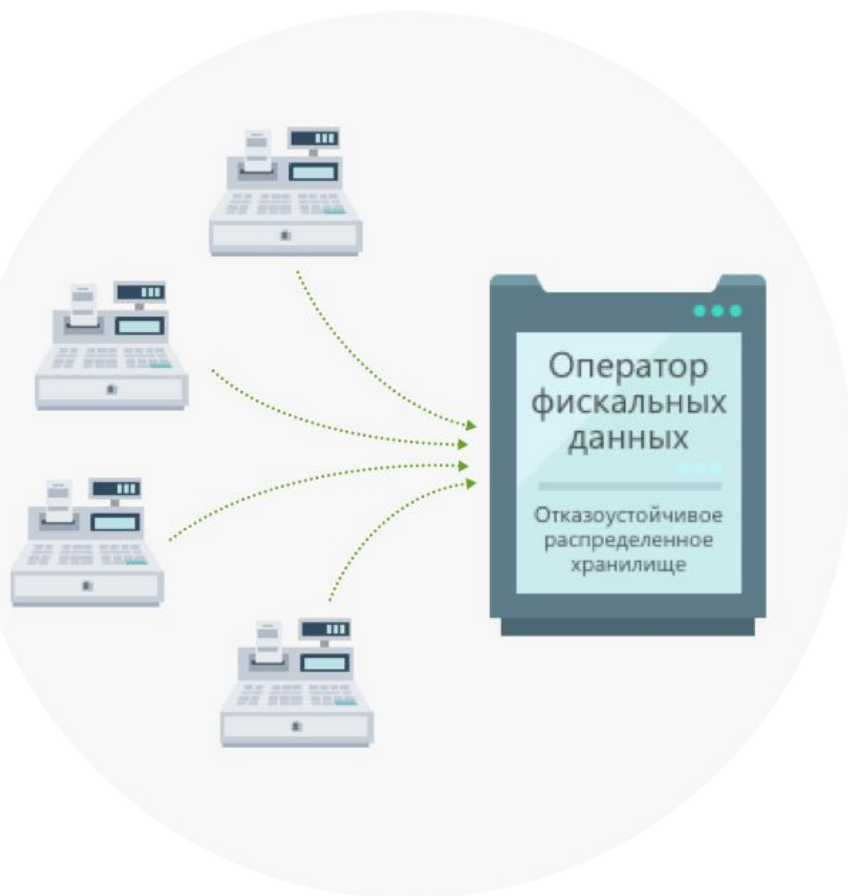 Оператор
фискальных
данных
Отказоустойчивое
распределенное
хранилище